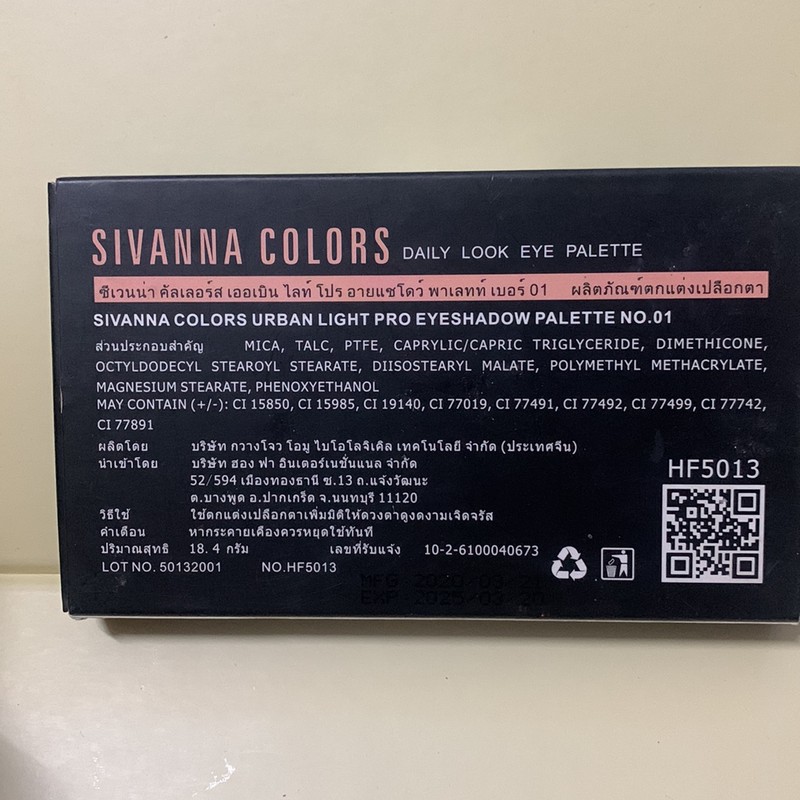 SIVANNA COLORS DAILY LOOK EYE PALETTE
ซีเวนน่า คัลเลอร์ส เออเบิน ไลท์ โปร อายแชโดว์ พาเลทท์ เบอร์ 01 ผลิตภัณฑ์ตกแต่งเปลือกตา
SIVANNA COLORS URBAN LIGHT PRO EYESHADOW PALETTE NO.01
ส่วนประกอบสำคัญ MICA, TALC, PTFE, CAPRYLIC/CAPRIC TRIGLYCERIDE, DIMETHICONE,
OCTYLDODECYL STEAROYL STEARATE, DIISOSTEARYL MALATE, POLYMETHYL METHACRYLATE,
MAGNESIUM STEARATE, PHENOXYETHANOL
MAY CONTAIN (+/-): CI 15850, CI 15985, CI 19140, CI 77019, CI 77491, CI 77492, CI 77499, CI 77742,
CI 77891
ผลิตโดย บริษัท กวางโจว โอมู ไบโอโลจิเคิล เทคโนโลยี จำกัด (ประเทศจีน)
นำเข้าโดย บริษัท ฮอง ฟา อินเตอร์เนชั่นแนล จำกัด
52/594 เมืองทองธานี ซ.13 ถ.แจ้งวัฒนะ
ต.บางพูด อ.ปากเกร็ด จ.นนทบุรี 11120
HF5013
วิธีใช้ ใช้ตกแต่งเปลือกตาเพิ่มมิติให้ดวงตาดูงดงามเจิดจรัส
คำเตือน หากระคายเคืองควรหยุดใช้ทันที
ปริมาณสุทธิ 18. 4 กรัม เลขที่รับแจ้ง 10-2-6100040673
LOT NO. 50132001 NO.HF5013
MFG 2020/03/21
EXP 2025/03/20